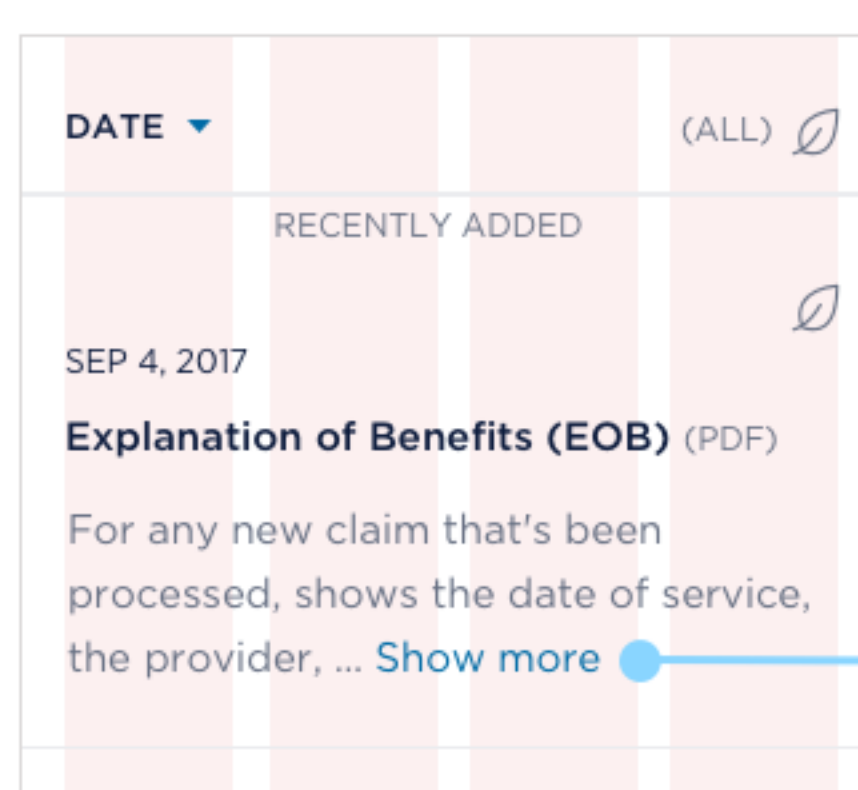 DATE
(ALL)
RECENTLY ADDED
SEP 4, 2017
Explanation of Benefits (EOB) (PDF)
For any new claim that's been
processed, shows the date of service,
the provider, ... Show more